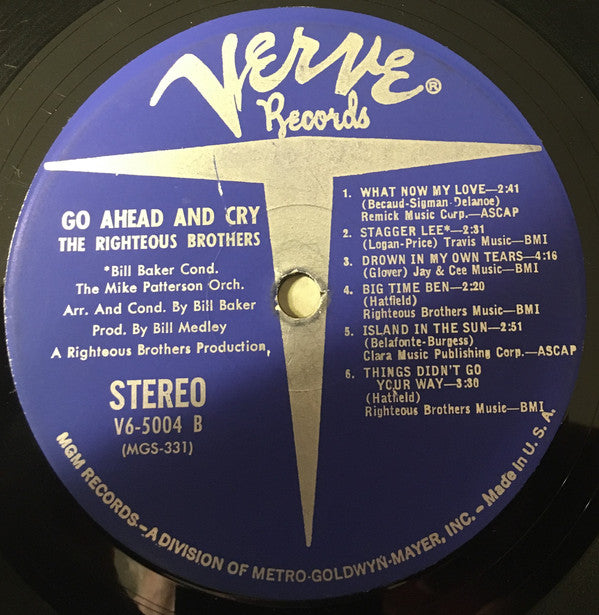 Verve®
Records
GO AHEAD AND CRY
THE RIGHTEOUS BROTHERS
*Bill Baker Cond.
The Mike Patterson Orch.
Arr. And Cond. By Bill Baker
Prod. By Bill Medley
A Righteous Brothers Production
STEREO
V6-5004 B
(MGS-331)
1. WHAT NOW MY LOVE—2:41
(Becaud-Sigman-Delanoe)
Remick Music Corp.—ASCAP
2. STAGGER LEE*—2:31
(Logan-Price) Travis Music—BMI
3. DROWN IN MY OWN TEARS—4:16
(Glover) Jay & Cee Music—BMI
4. BIG TIME BEN—2:20
(Hatfield)
Righteous Brothers Music—BMI
5. ISLAND IN THE SUN—2:51
(Belafonte-Burgess)
Clara Music Publishing Corp.—ASCAP
6. THINGS DIDN'T GO
YOUR WAY—3:30
(Hatfield)
Righteous Brothers Music—BMI
MGM RECORDS—A DIVISION OF METRO-GOLDWYN-MAYER, INC.—Made in U. S. A.